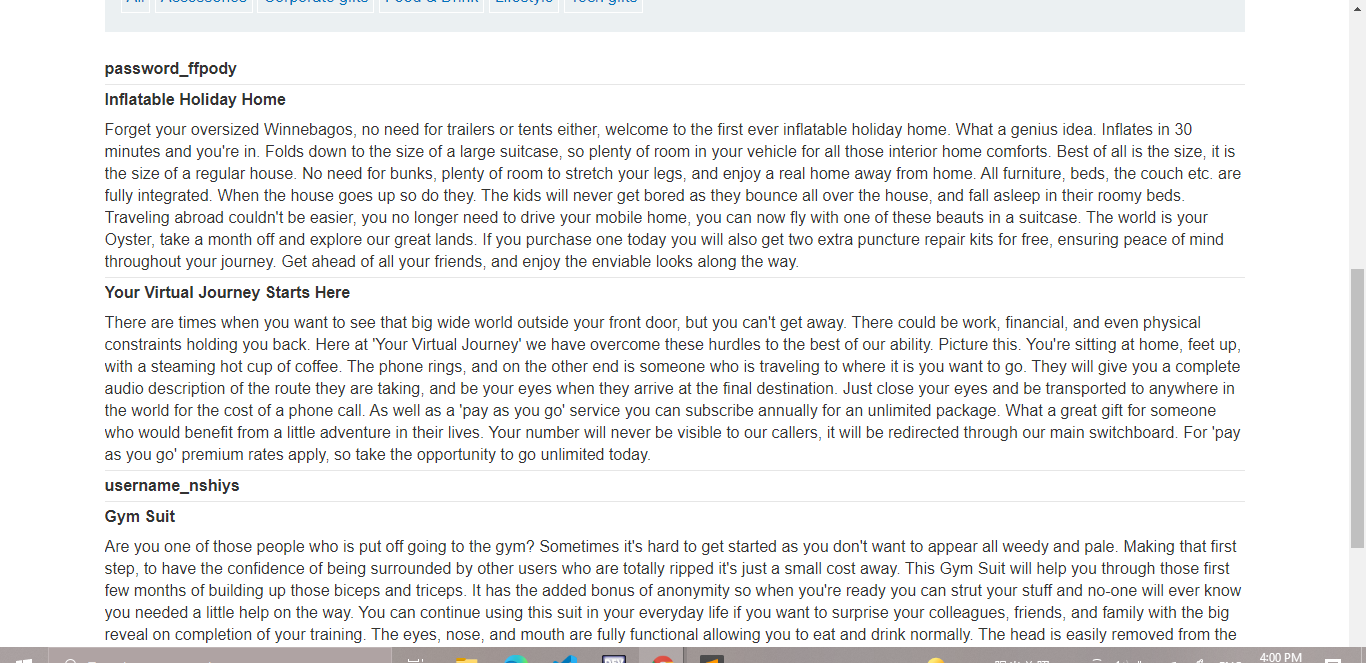 All Accessories Corporate gifts Food & Drink Lifestyle Tech gifts
password_ffpody
Inflatable Holiday Home
Forget your oversized Winnebagos, no need for trailers or tents either, welcome to the first ever inflatable holiday home. What a genius idea. Inflates in 30
minutes and you're in. Folds down to the size of a large suitcase, so plenty of room in your vehicle for all those interior home comforts. Best of all is the size, it is
the size of a regular house. No need for bunks, plenty of room to stretch your legs, and enjoy a real home away from home. All furniture, beds, the couch etc. are
fully integrated. When the house goes up so do they. The kids will never get bored as they bounce all over the house, and fall asleep in their roomy beds.
Traveling abroad couldn't be easier, you no longer need to drive your mobile home, you can now fly with one of these beauts in a suitcase. The world is your
Oyster, take a month off and explore our great lands. If you purchase one today you will also get two extra puncture repair kits for free, ensuring peace of mind
throughout your journey. Get ahead of all your friends, and enjoy the enviable looks along the way.
Your Virtual Journey Starts Here
There are times when you want to see that big wide world outside your front door, but you can't get away. There could be work, financial, and even physical
constraints holding you back. Here at 'Your Virtual Journey' we have overcome these hurdles to the best of our ability. Picture this. You're sitting at home, feet up,
with a steaming hot cup of coffee. The phone rings, and on the other end is someone who is traveling to where it is you want to go. They will give you a complete
audio description of the route they are taking, and be your eyes when they arrive at the final destination. Just close your eyes and be transported to anywhere in
the world for the cost of a phone call. As well as a 'pay as you go' service you can subscribe annually for an unlimited package. What a great gift for someone
who would benefit from a little adventure in their lives. Your number will never be visible to our callers, it will be redirected through our main switchboard. For 'pay
as you go' premium rates apply, so take the opportunity to go unlimited today.
username_nshiys
Gym Suit
Are you one of those people who is put off going to the gym? Sometimes it's hard to get started as you don't want to appear all weedy and pale. Making that first
step, to have the confidence of being surrounded by other users who are totally ripped it's just a small cost away. This Gym Suit will help you through those first
few months of building up those biceps and triceps. It has the added bonus of anonymity so when you're ready you can strut your stuff and no-one will ever know
you needed a little help on the way. You can continue using this suit in your everyday life if you want to surprise your colleagues, friends, and family with the big
reveal on completion of your training. The eyes, nose, and mouth are fully functional allowing you to eat and drink normally. The head is easily removed from the
4:00 PM